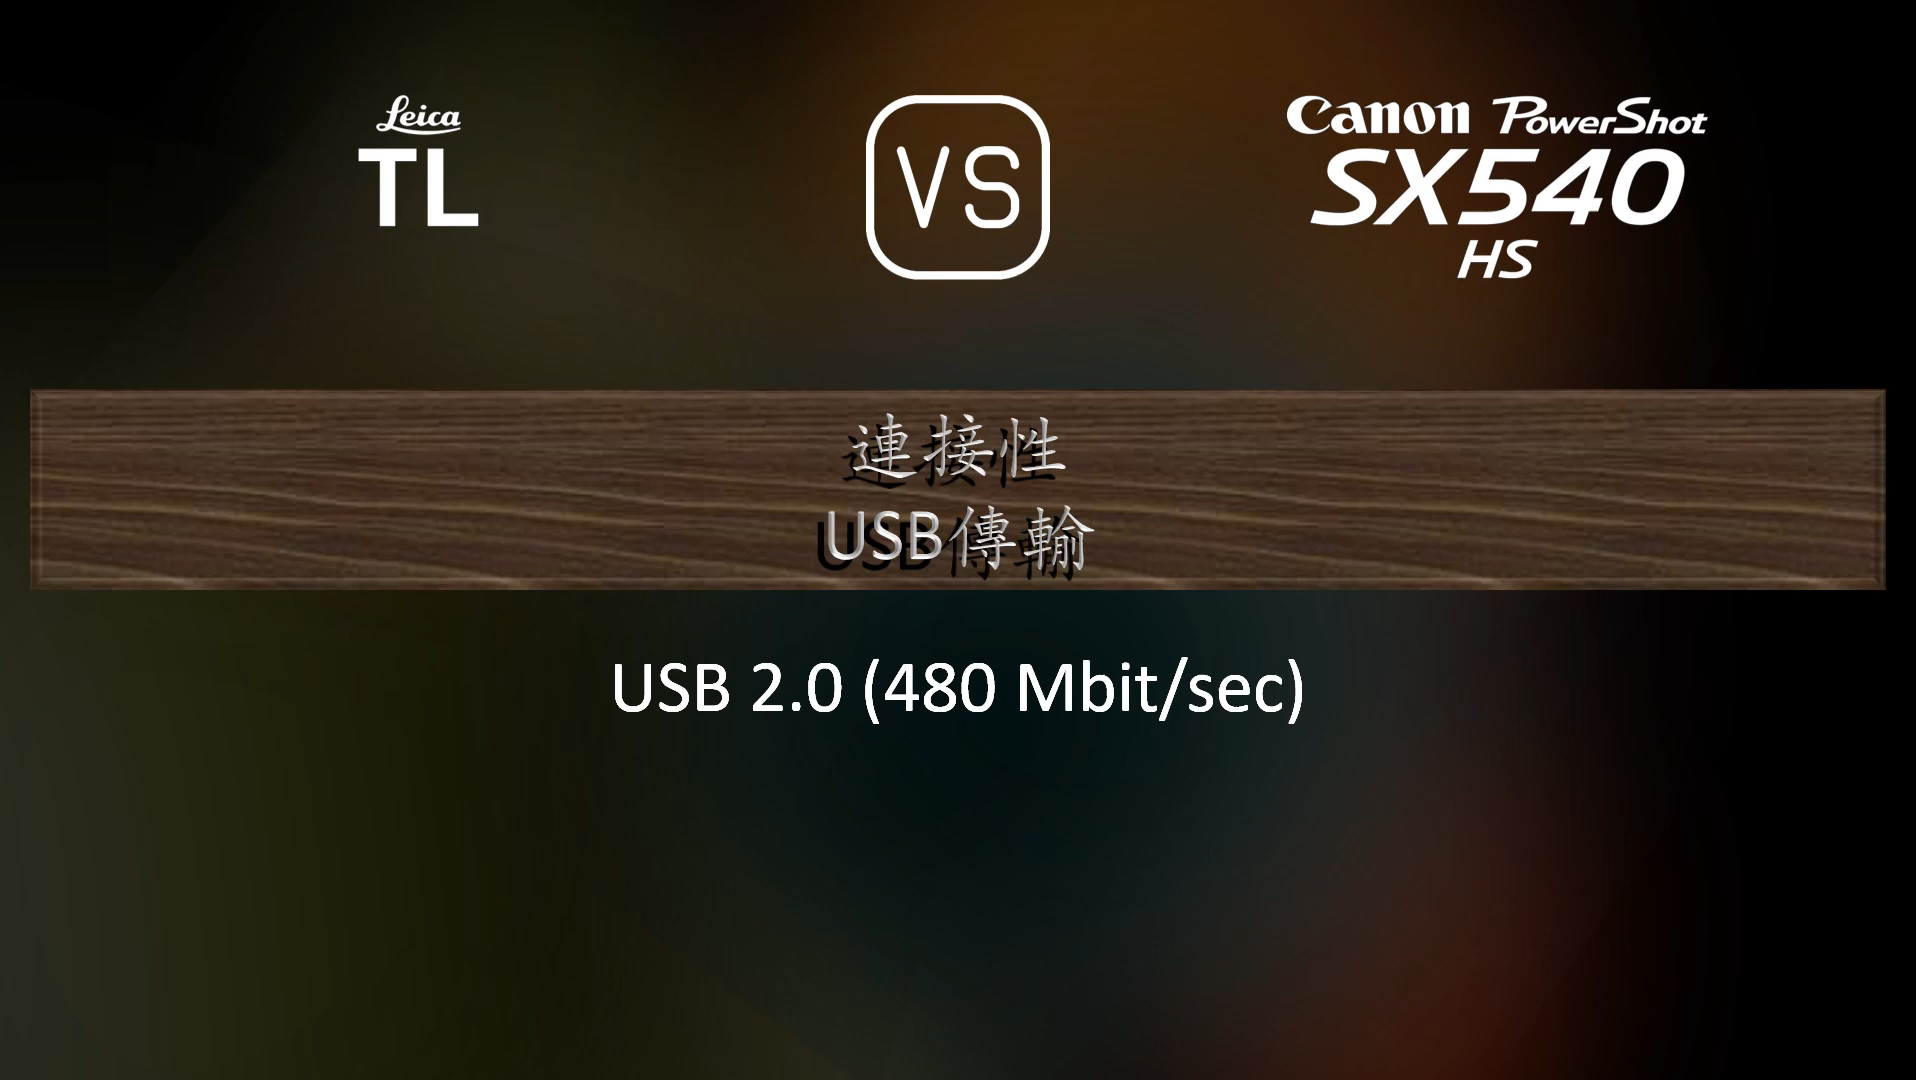 Leica
TL
VS
Canon PowerShot
SX540
HS
連接性
USB傳輸
USB 2.0 (480 Mbit/sec)